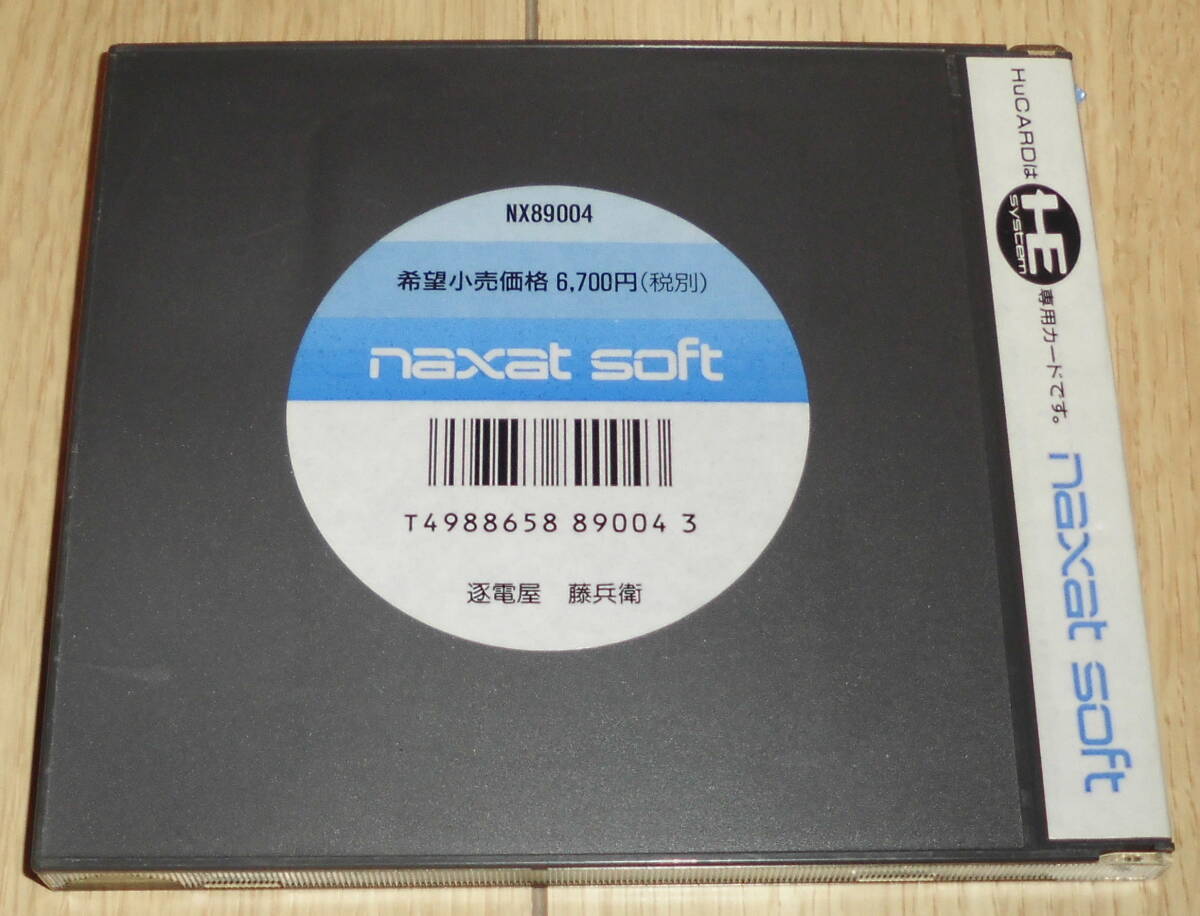 NX89004
希望小売価格 6,700円(税別)
naxat soft
T4988658 89004 3
逐電屋 藤兵衛
HuCARDは HE system 専用カードです。
naxat soft